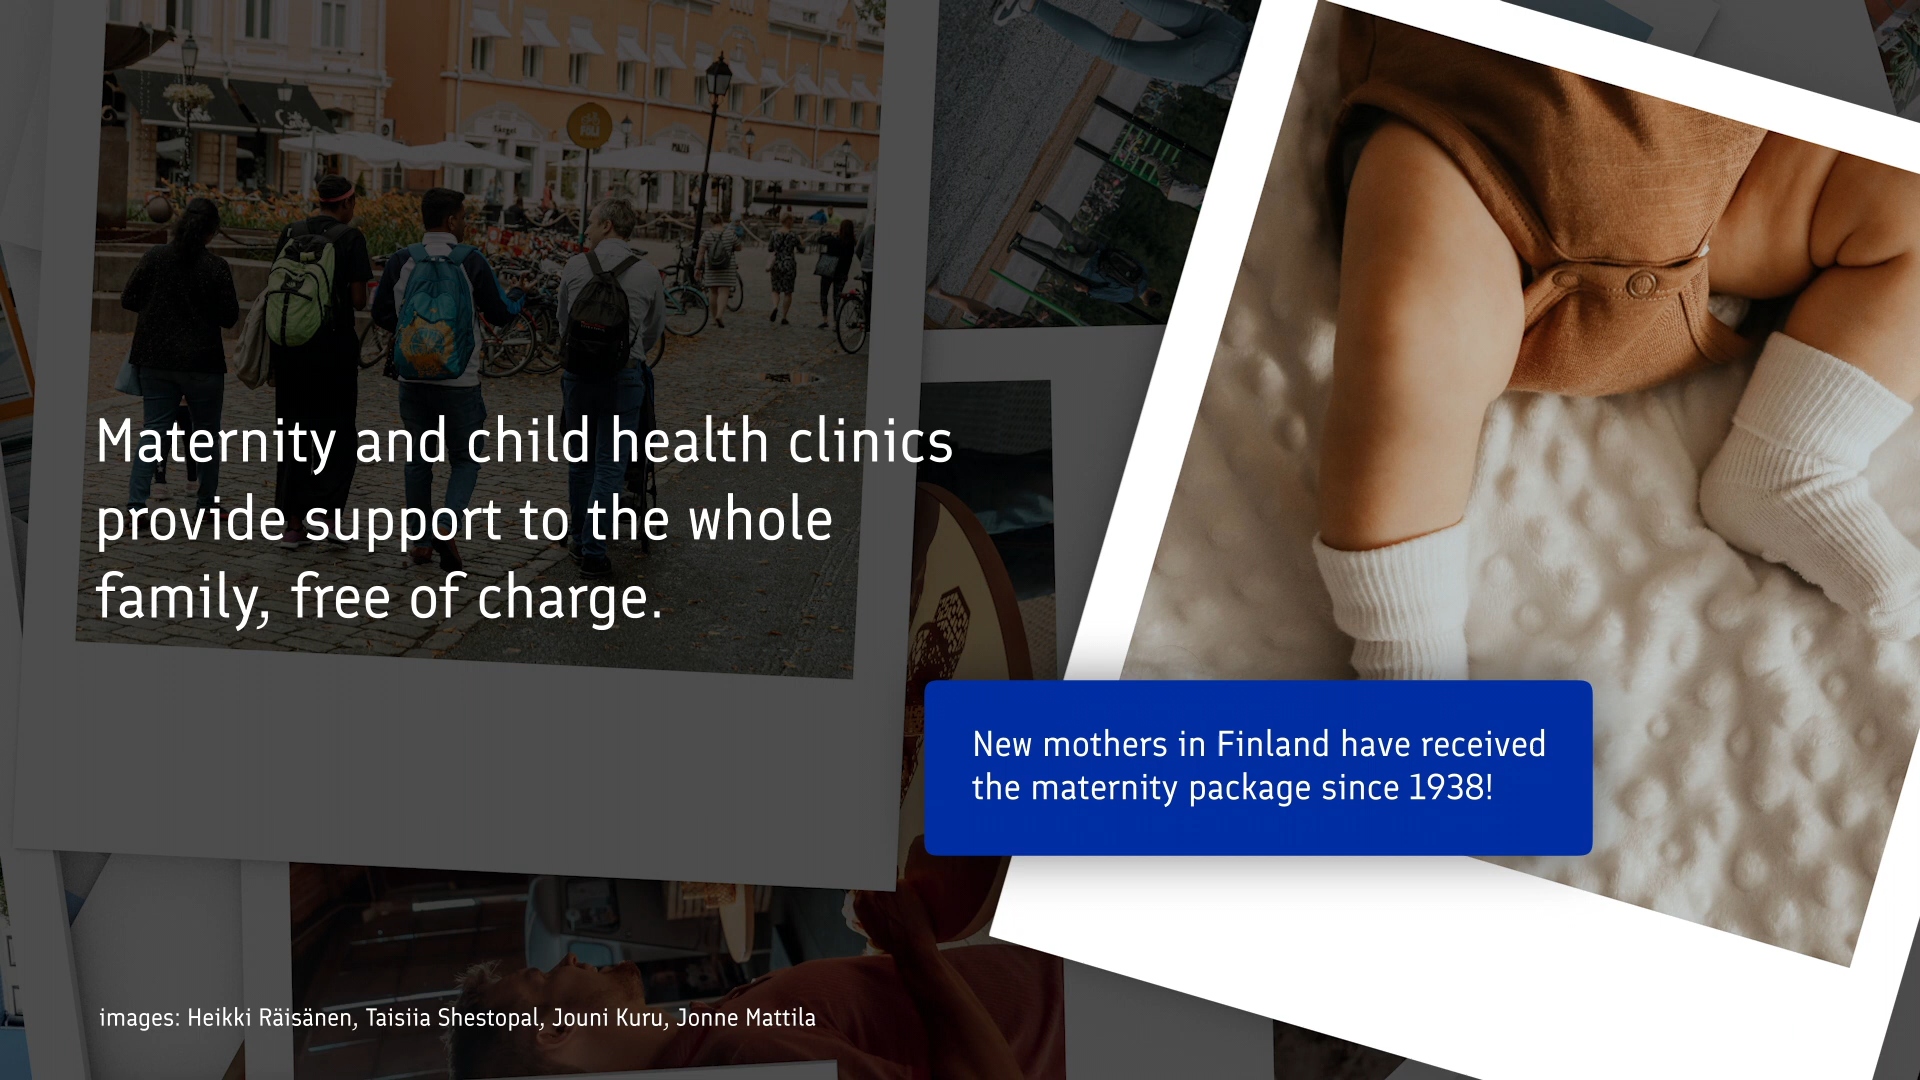 Maternity and child health clinics
provide support to the whole
family, free of charge.
New mothers in Finland have received
the maternity package since 1938!
images: Heikki Räisänen, Taisiia Shestopal, Jouni Kuru, Jonne Mattila